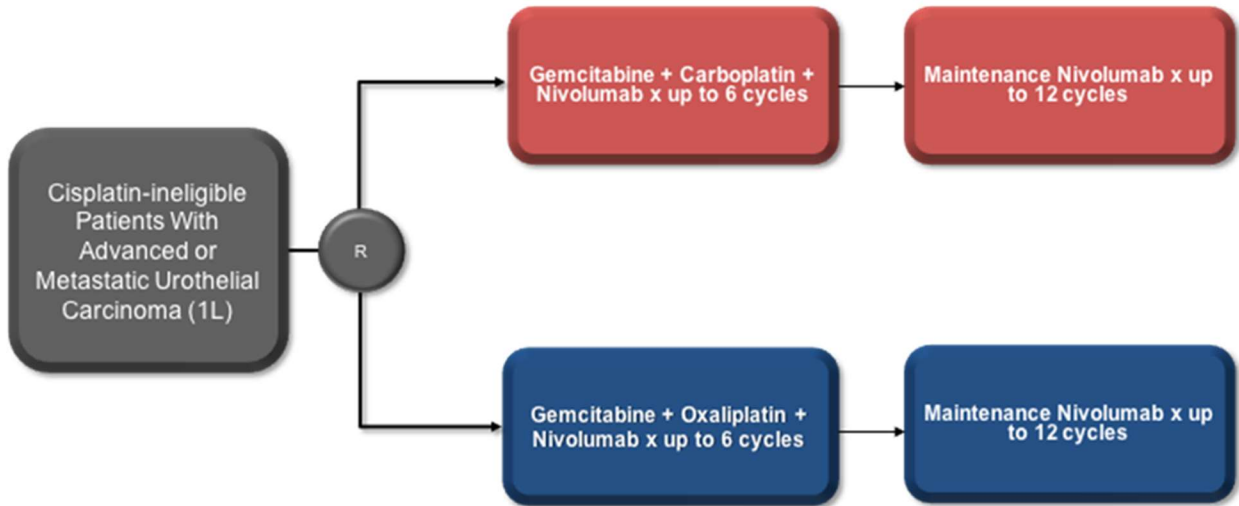 Cisplatin-ineligible
Patients With
Advanced or
Metastatic Urothelial
Carcinoma (1L)
R
Gemcitabine + Carboplatin +
Nivolumab x up to 6 cycles
Maintenance Nivolumab x up
to 12 cycles
Gemcitabine + Oxaliplatin +
Nivolumab x up to 6 cycles
Maintenance Nivolumab x up
to 12 cycles